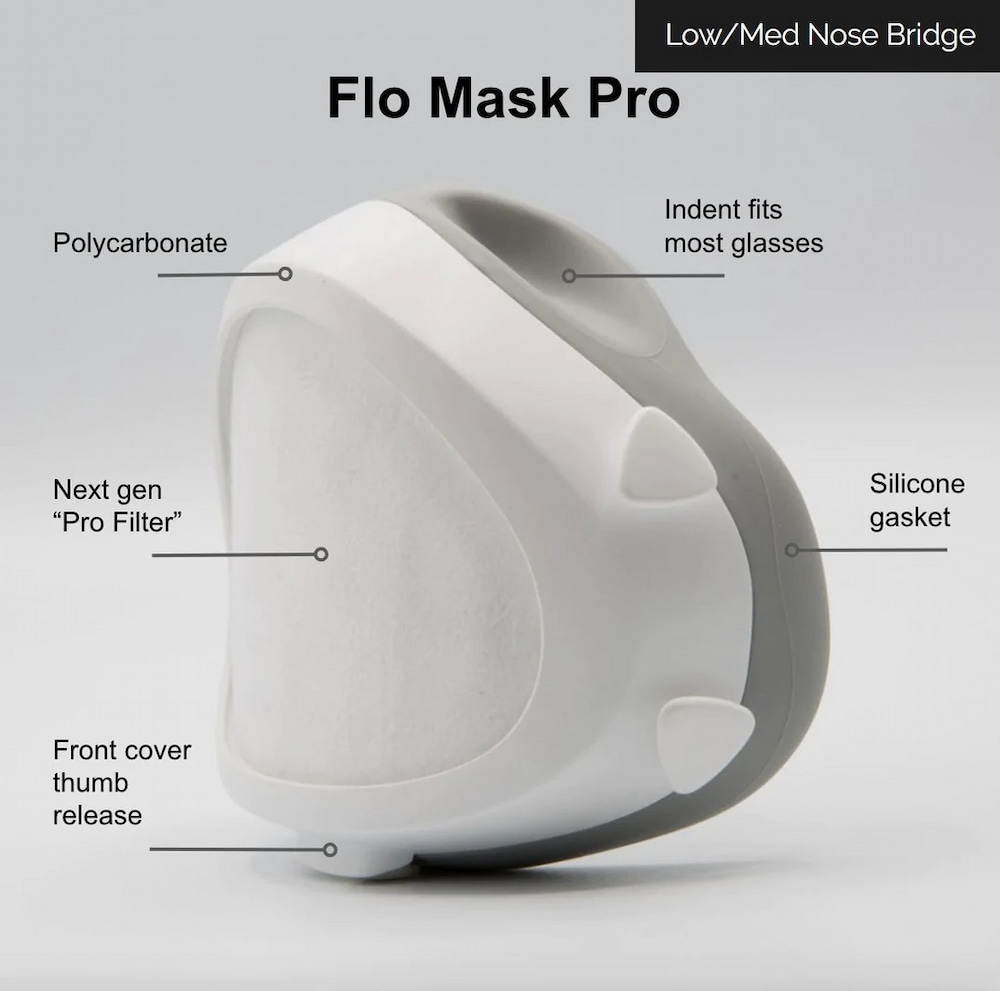 Low/Med Nose Bridge
Flo Mask Pro
Polycarbonate
Indent fits
most glasses
Next gen
“Pro Filter”
Silicone
gasket
Front cover
thumb
release